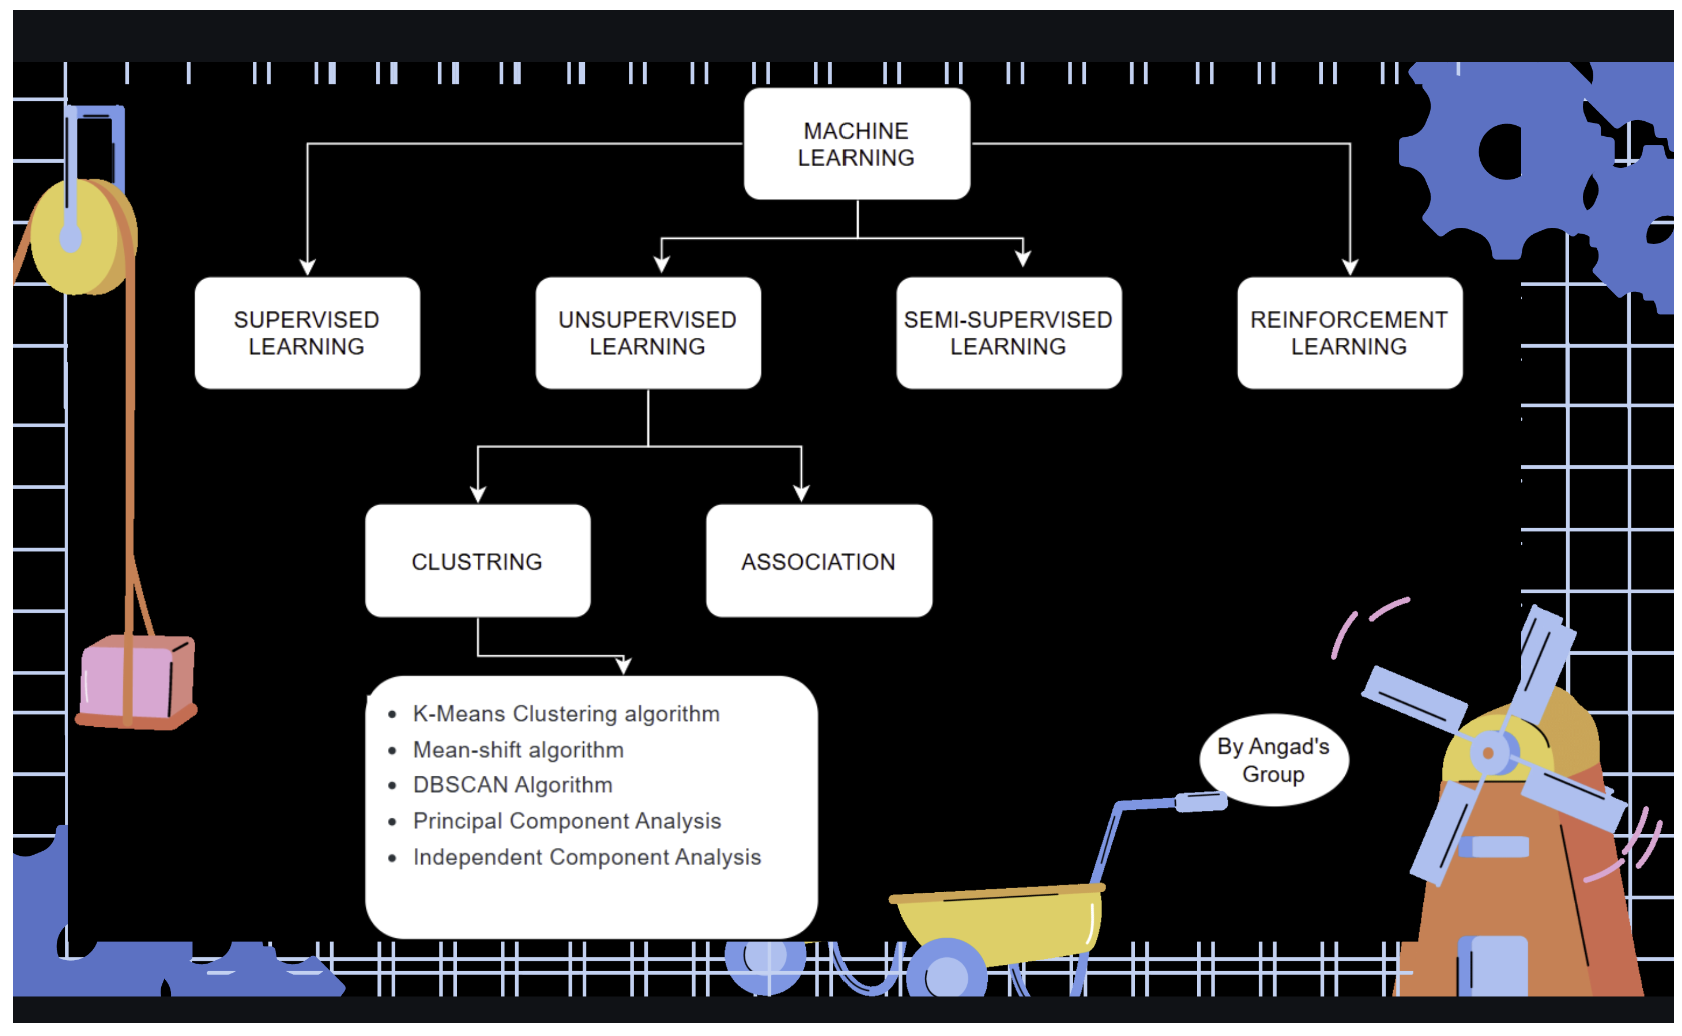 MACHINE
LEARNING
SUPERVISED
LEARNING
UNSUPERVISED
LEARNING
SEMI-SUPERVISED
LEARNING
REINFORCEMENT
LEARNING
CLUSTRING
ASSOCIATION
• K-Means Clustering algorithm
• Mean-shift algorithm
• DBSCAN Algorithm
• Principal Component Analysis
• Independent Component Analysis
By Angad's
Group